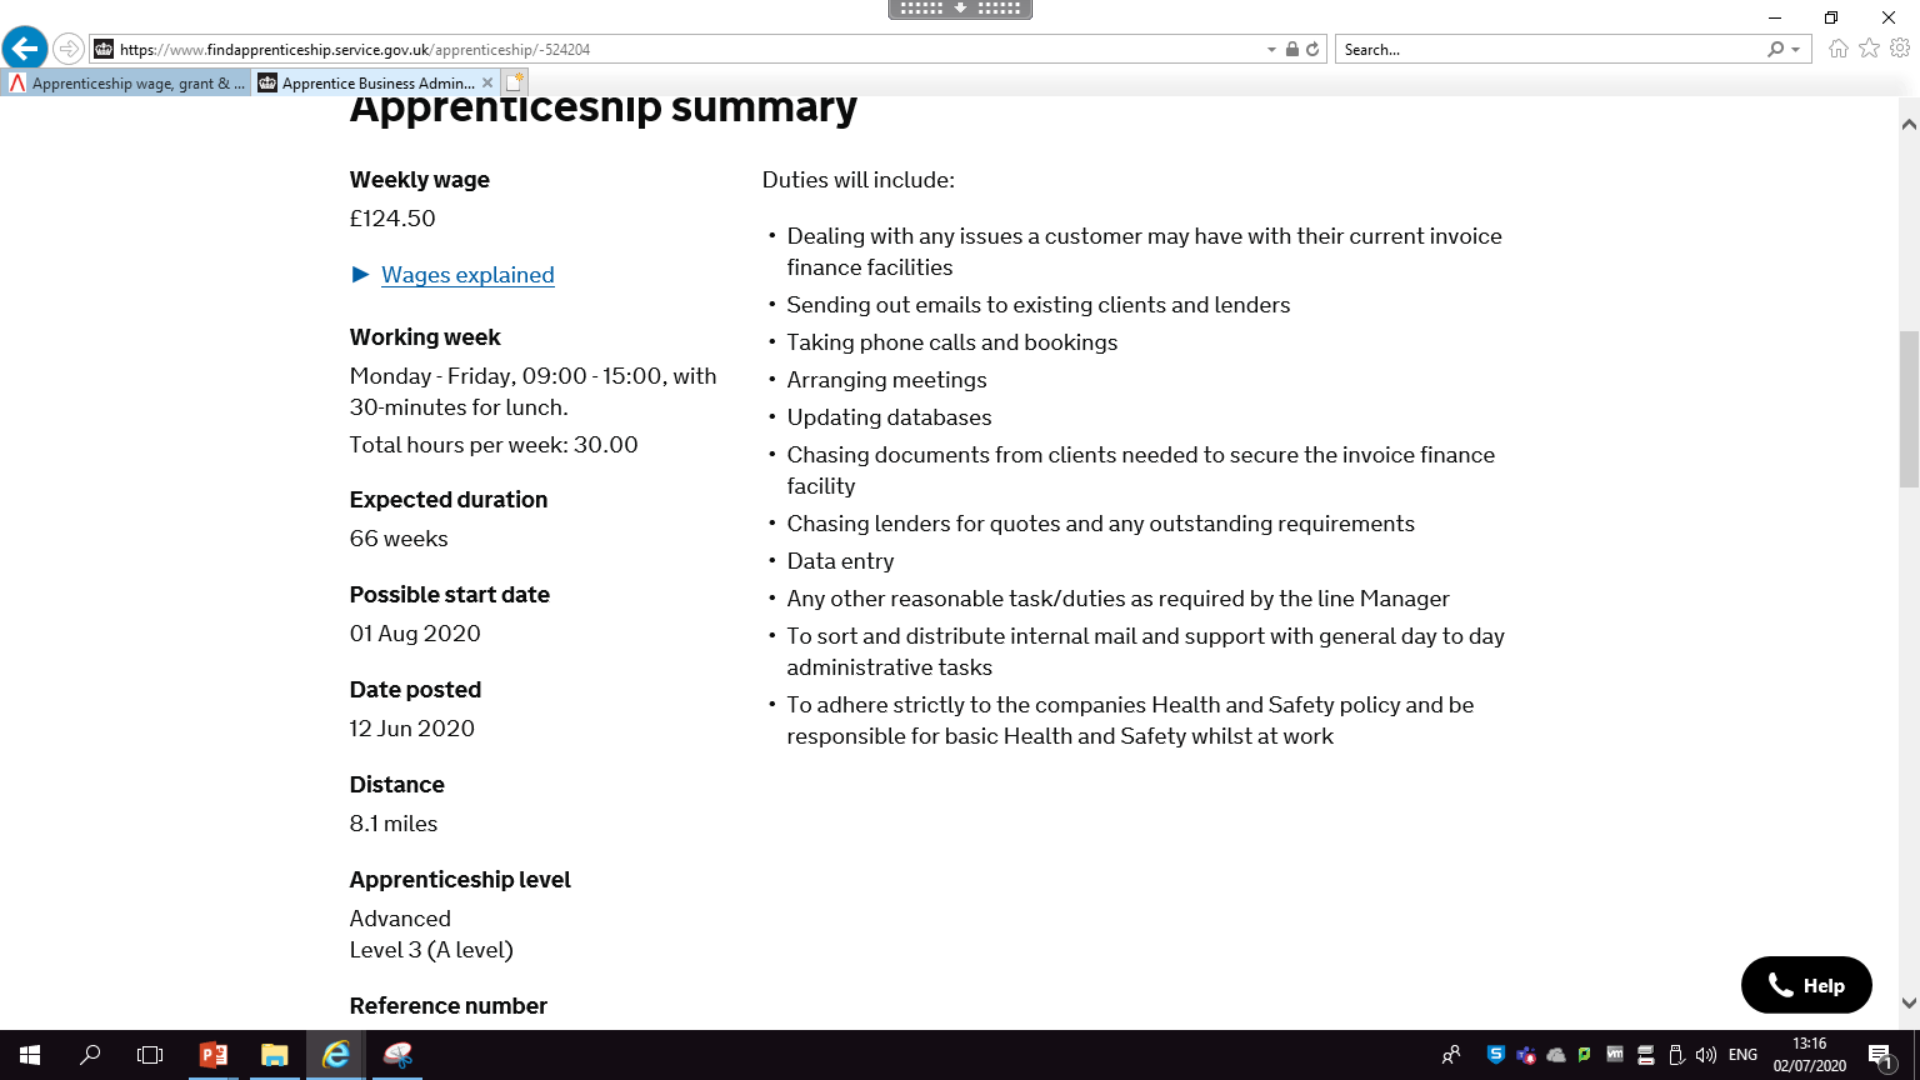 https://www.findapprenticeship.service.gov.uk/apprenticeship/-524204
Search...
Apprenticeship wage, grant & ...
Apprentice Business Admin...
Apprenticeship summary
Weekly wage
£124.50
Wages explained
Working week
Monday - Friday, 09:00 - 15:00, with
30-minutes for lunch.
Total hours per week: 30.00
Expected duration
66 weeks
Possible start date
01 Aug 2020
Date posted
12 Jun 2020
Distance
8.1 miles
Apprenticeship level
Advanced
Level 3 (A level)
Reference number
Duties will include:
• Dealing with any issues a customer may have with their current invoice
finance facilities
• Sending out emails to existing clients and lenders
• Taking phone calls and bookings
• Arranging meetings
• Updating databases
• Chasing documents from clients needed to secure the invoice finance
facility
• Chasing lenders for quotes and any outstanding requirements
• Data entry
• Any other reasonable task/duties as required by the line Manager
• To sort and distribute internal mail and support with general day to day
administrative tasks
• To adhere strictly to the companies Health and Safety policy and be
responsible for basic Health and Safety whilst at work
Help
ENG
13:16
02/07/2020
1